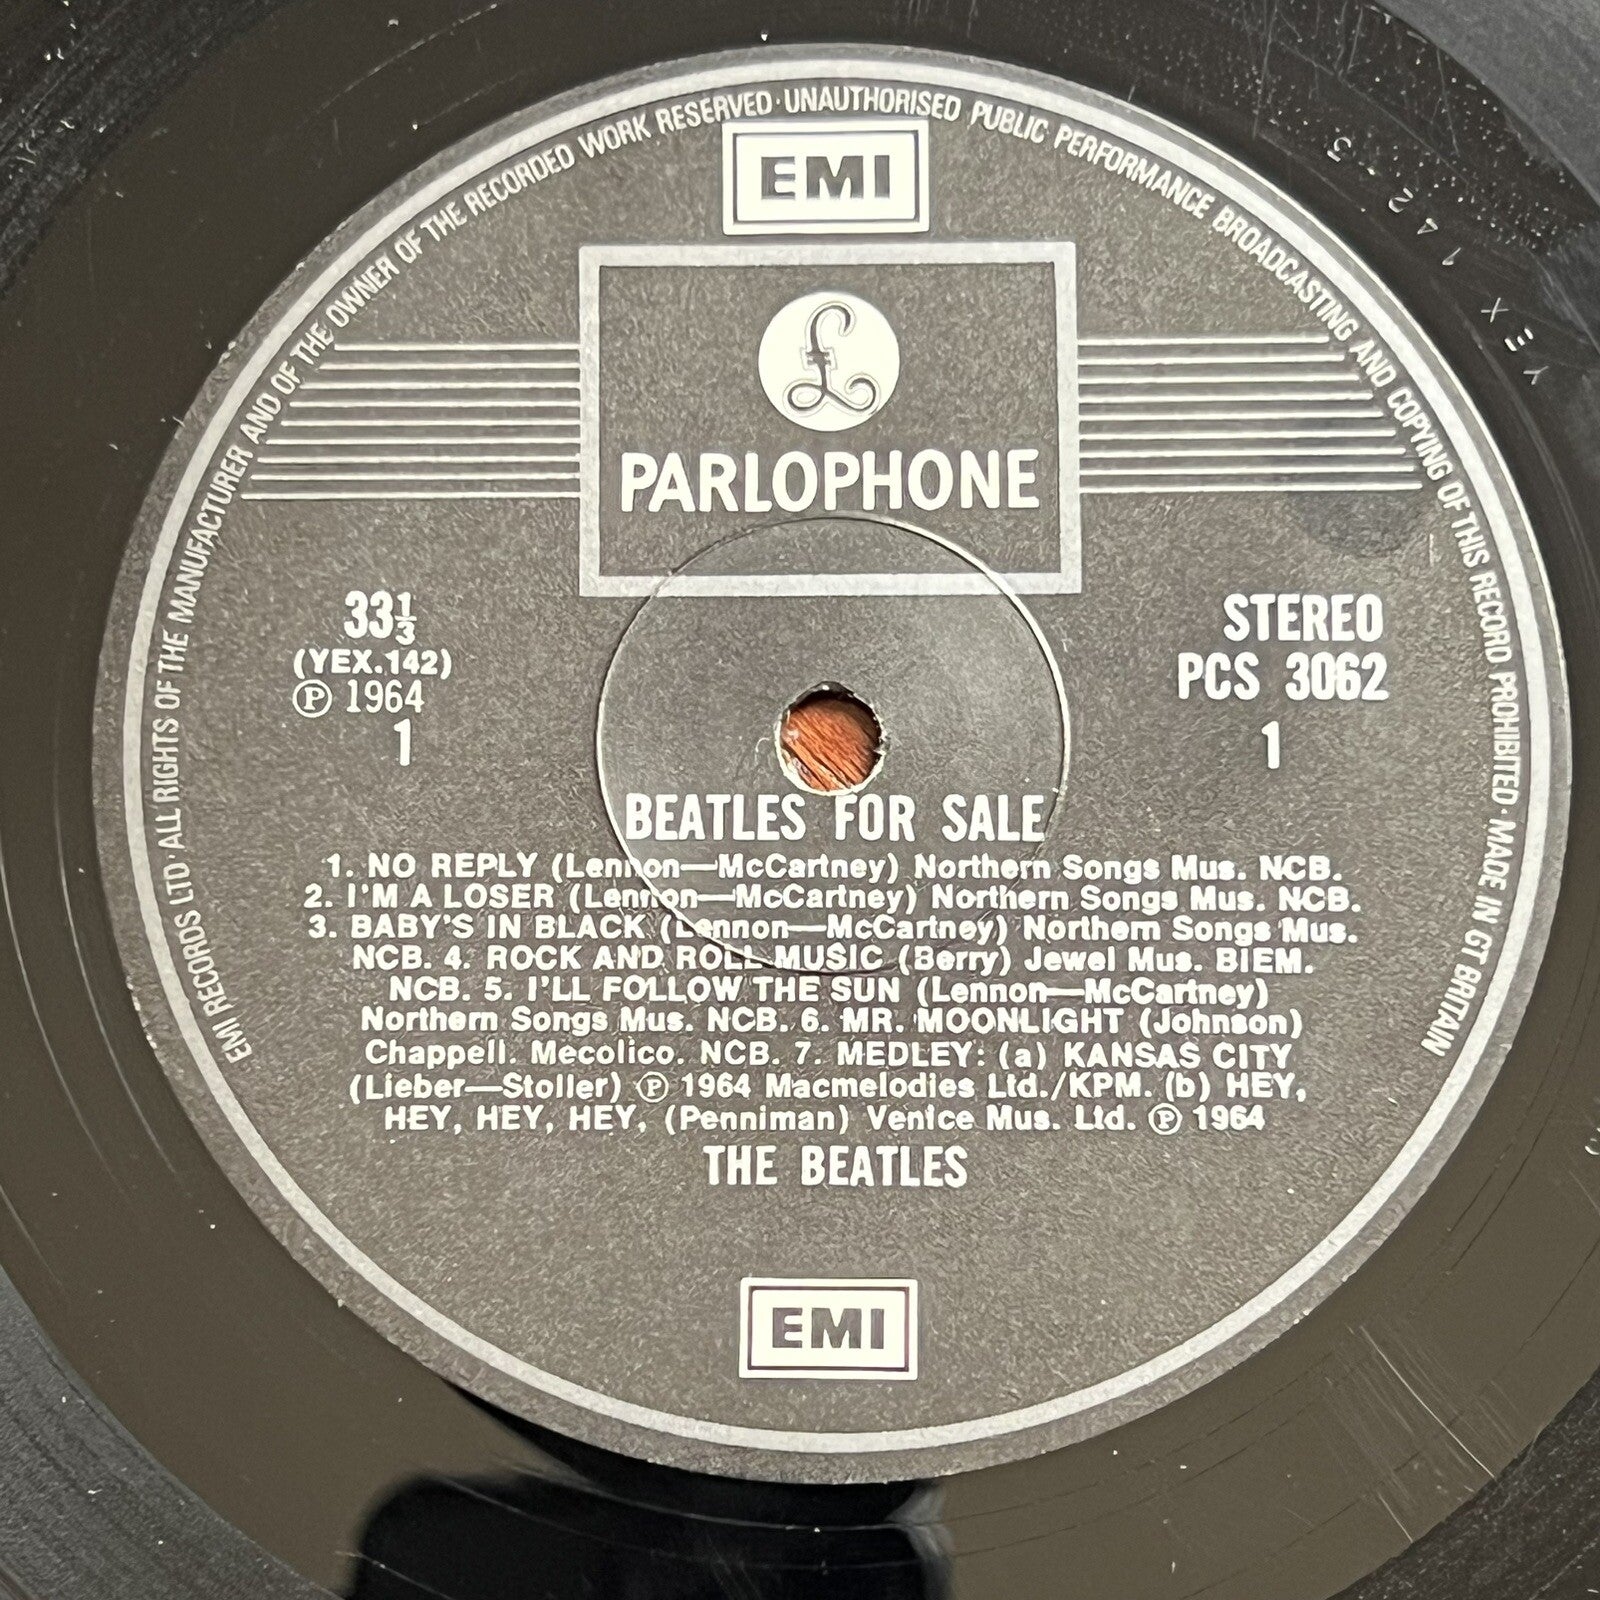 EMI RECORDS LTD·ALL RIGHTS OF THE MANUFACTURER AND OF THE OWNER OF THE RECORDED WORK RESERVED·UNAUTHORISED PUBLIC PERFORMANCE BROADCASTING AND COPYING OF THIS RECORD PROHIBITED·MADE IN GT BRITAIN
EMI
£
PARLOPHONE
33⅓
(YEX.142)
℗ 1964
1
STEREO
PCS 3062
1
BEATLES FOR SALE
1. NO REPLY (Lennon—McCartney) Northern Songs Mus. NCB.
2. I'M A LOSER (Lennon—McCartney) Northern Songs Mus. NCB.
3. BABY'S IN BLACK (Lennon—McCartney) Northern Songs Mus.
NCB. 4. ROCK AND ROLL MUSIC (Berry) Jewel Mus. BIEM.
NCB. 5. I'LL FOLLOW THE SUN (Lennon—McCartney)
Northern Songs Mus. NCB. 6. MR. MOONLIGHT (Johnson)
Chappell. Mecolico. NCB. 7. MEDLEY: (a) KANSAS CITY
(Lieber—Stoller) ℗ 1964 Macmelodies Ltd./KPM. (b) HEY,
HEY, HEY, HEY, (Penniman) Venice Mus. Ltd. ℗ 1964
THE BEATLES
EMI
YEX 142-3